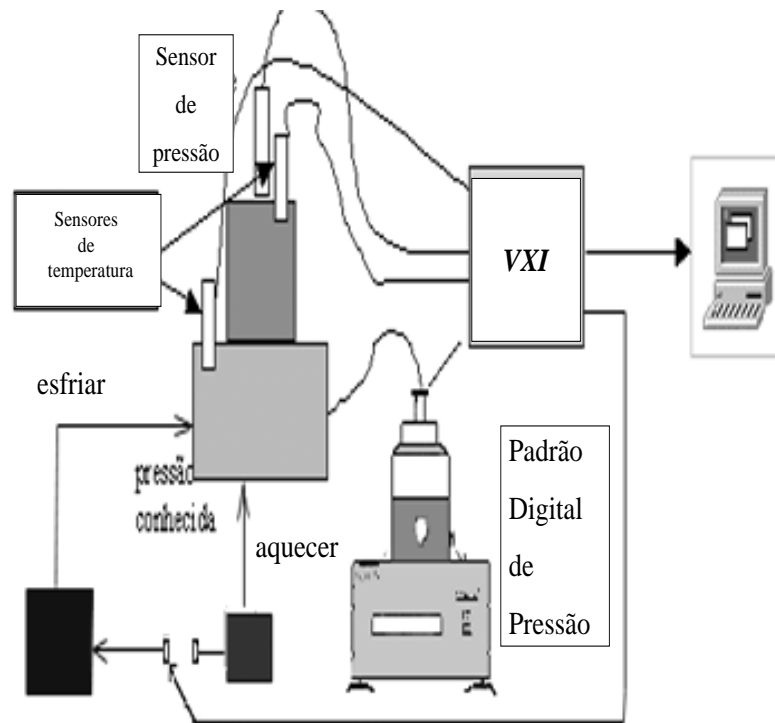 Sensor
de
pressão
Sensores
de
temperatura
VXI
esfriar
pressão
conhecida
aquecer
Padrão
Digital
de
Pressão